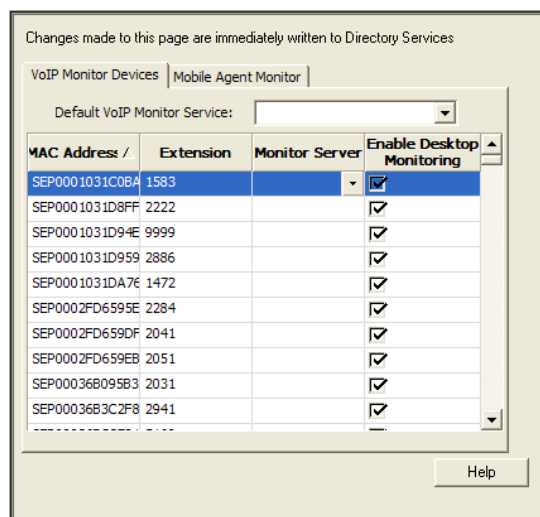 Changes made to this page are immediately written to Directory Services
VoIP Monitor Devices Mobile Agent Monitor
Default VoIP Monitor Service:
MAC Address Extension Monitor Server Enable Desktop Monitoring
SEP0001031C0BA 1583
SEP0001031D8FF 2222
SEP0001031D94E 9999
SEP0001031D959 2886
SEP0001031DA76 1472
SEP0002FD6595E 2284
SEP0002FD659DF 2041
SEP0002FD659EB 2051
SEP00036B095B3 2031
SEP00036B3C2F8 2941
Help